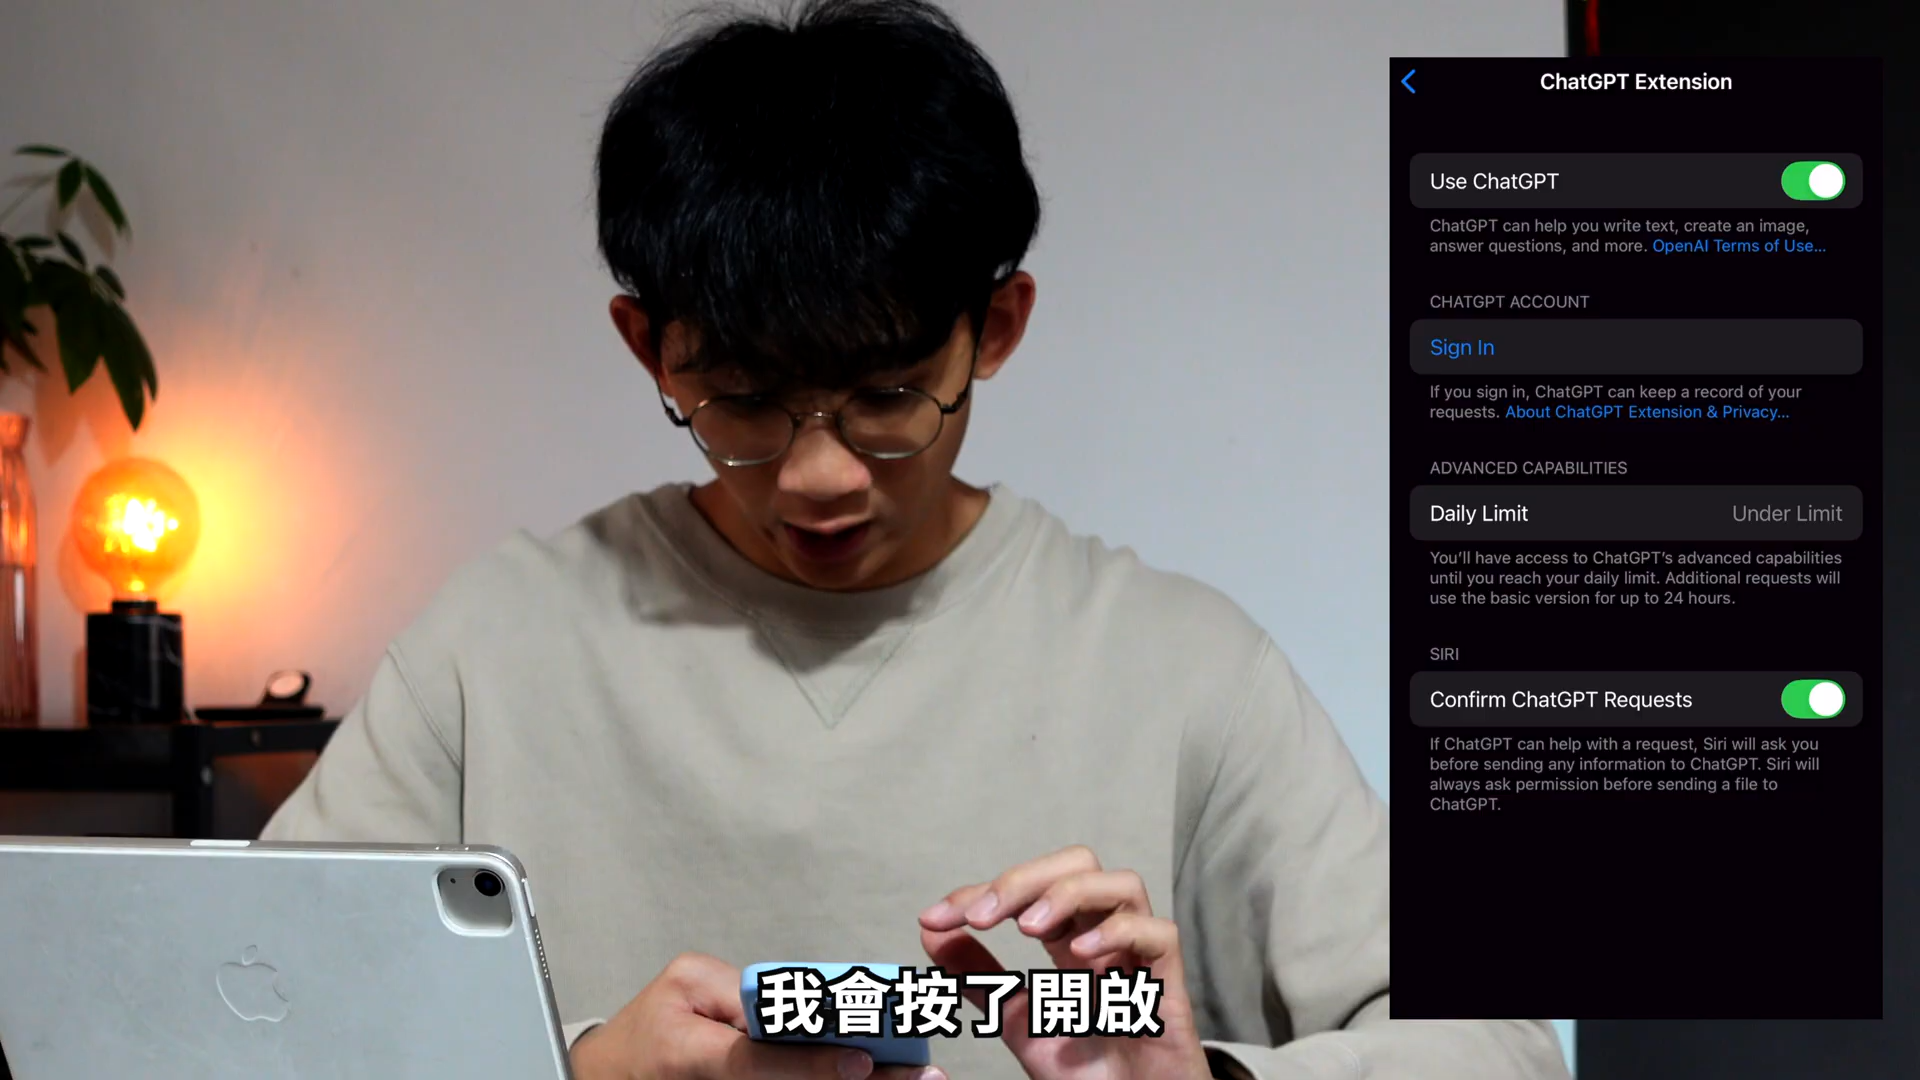 ChatGPT Extension
Use ChatGPT
ChatGPT can help you write text, create an image,
answer questions, and more. OpenAI Terms of Use...
CHATGPT ACCOUNT
Sign In
If you sign in, ChatGPT can keep a record of your
requests. About ChatGPT Extension & Privacy...
ADVANCED CAPABILITIES
Daily Limit Under Limit
You'll have access to ChatGPT's advanced capabilities
until you reach your daily limit. Additional requests will
use the basic version for up to 24 hours.
SIRI
Confirm ChatGPT Requests
If ChatGPT can help with a request, Siri will ask you
before sending any information to ChatGPT. Siri will
always ask permission before sending a file to
ChatGPT.
我會按了開啟